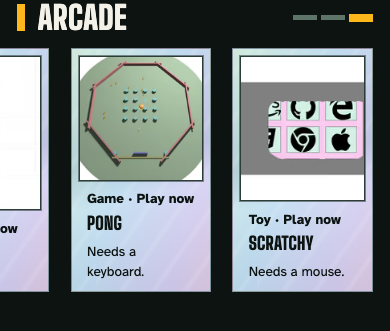 ARCADE
ow
Game · Play now
PONG
Needs a
keyboard.
Toy · Play now
SCRATCHY
Needs a mouse.